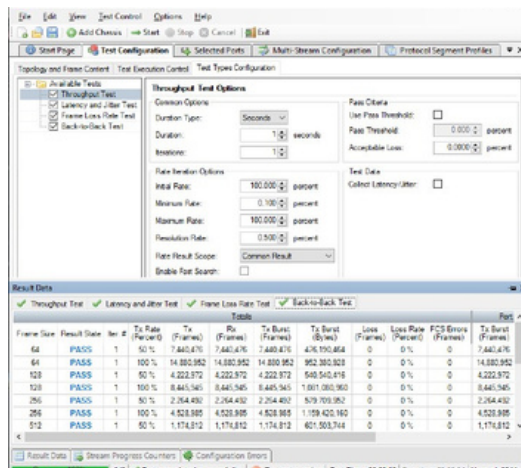 File Edit View Test Control Options Help
Add Chassis Start Stop Cancel Exit
Start Page Test Configuration Selected Ports Multi-Stream Configuration Protocol Segment Profiles
Topology and Frame Content Test Execution Control Test Types Configuration
Available Tests
Throughput Test
Latency and Jitter Test
Frame Loss Rate Test
Back-to-Back Test
Throughput Test Options
Common Options
Duration Type: Seconds
Duration: 1 seconds
Iterations: 1
Pass Criteria
Use Pass Threshold:
Pass Threshold: 0.000 percent
Acceptable Loss: 0.0000 percent
Rate Iteration Options
Initial Rate: 100.000 percent
Minimum Rate: 0.100 percent
Maximum Rate: 100.000 percent
Resolution Rate: 0.500 percent
Rate Result Scope: Common Result
Enable Fast Search:
Test Data
Collect Latency/Jitter:
Result Data
Throughput Test Latency and Jitter Test Frame Loss Rate Test Back-to-Back Test
Totals Port
Frame Size Result State Iter # Tx Rate (Percent) Tx (Frames) Rx (Frames) Tx Burst (Frames) Tx Burst (Bytes) Loss (Frames) Loss Rate (Percent) FCS Errors (Frames) Tx Burst (Frames)
64 PASS 1 50 % 7,440,476 7,440,476 7,440,476 476,190,464 0 0 % 0 7,440,476
64 PASS 1 100 % 14,880,952 14,880,952 14,880,952 952,380,928 0 0 % 0 14,880,952
128 PASS 1 50 % 4,222,972 4,222,972 4,222,972 540,540,416 0 0 % 0 4,222,972
128 PASS 1 100 % 8,445,945 8,445,945 8,445,945 1,081,080,960 0 0 % 0 8,445,945
256 PASS 1 50 % 2,264,492 2,264,492 2,264,492 579,709,952 0 0 % 0 2,264,492
256 PASS 1 100 % 4,528,985 4,528,985 4,528,985 1,159,420,160 0 0 % 0 4,528,985
512 PASS 1 50 % 1,174,812 1,174,812 1,174,812 601,503,744 0 0 % 0 1,174,812
Result Data Stream Progress Counters Configuration Errors